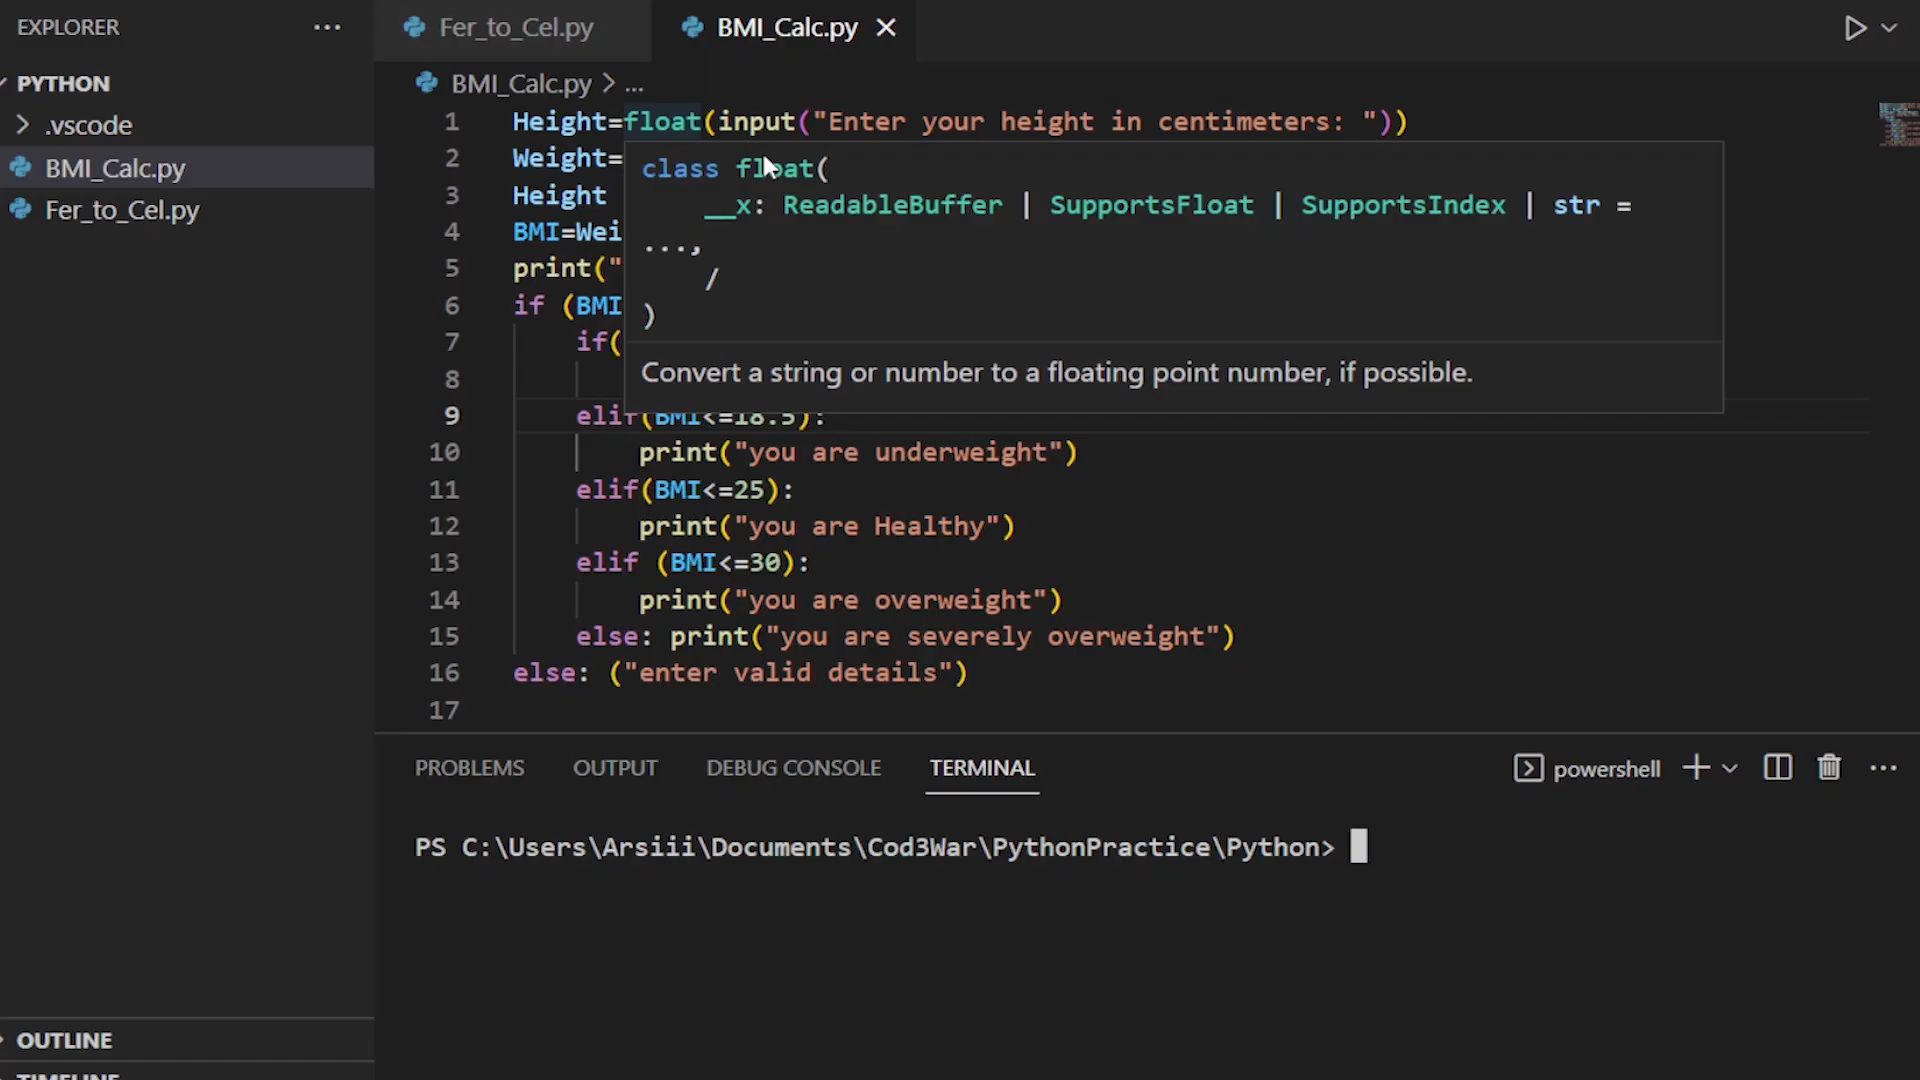 EXPLORER
PYTHON
.vscode
BMI_Calc.py
Fer_to_Cel.py
Fer_to_Cel.py
BMI_Calc.py
BMI_Calc.py > ...
1 Height=float(input("Enter your height in centimeters: "))
2 Weight=
3 Height
4 BMI=Wei
5 print("
6 if (BMI
7 if(
8
9 elif(BMI<=18.5):
10 print("you are underweight")
11 elif(BMI<=25):
12 print("you are Healthy")
13 elif (BMI<=30):
14 print("you are overweight")
15 else: print("you are severely overweight")
16 else: ("enter valid details")
17
class float(
__x: ReadableBuffer | SupportsFloat | SupportsIndex | str =
...,
/
)
Convert a string or number to a floating point number, if possible.
PROBLEMS OUTPUT DEBUG CONSOLE TERMINAL
powershell
PS C:\Users\Arsiii\Documents\Cod3War\PythonPractice\Python>
OUTLINE
TIMELINE